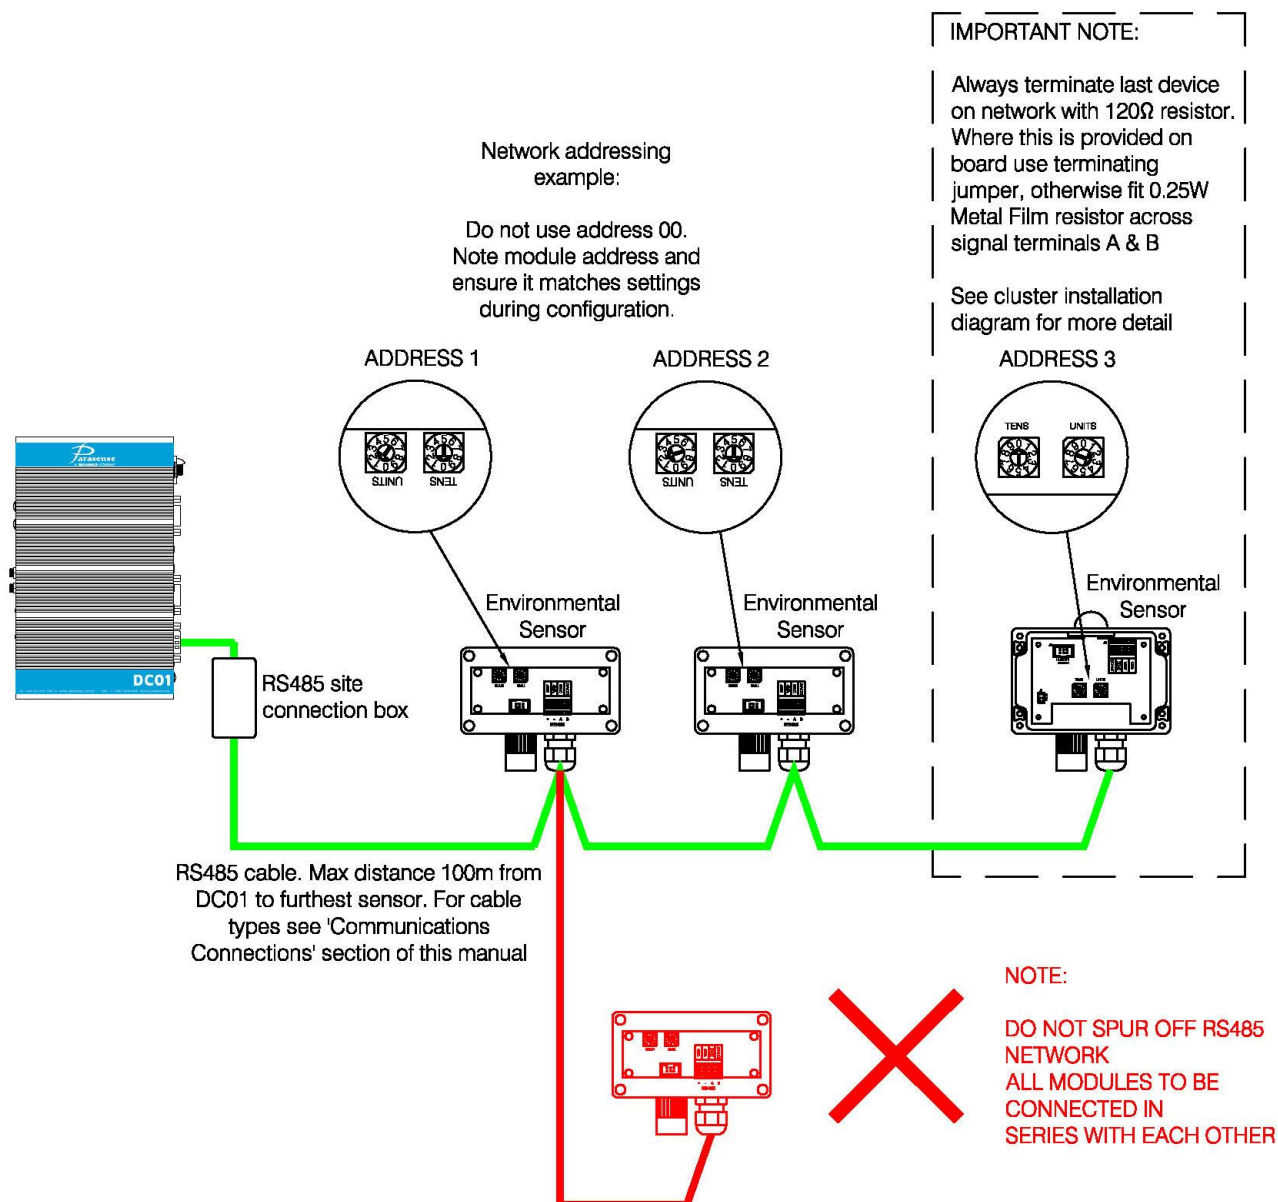 IMPORTANT NOTE:
Always terminate last device
on network with 120Ω resistor.
Where this is provided on
board use terminating
jumper, otherwise fit 0.25W
Metal Film resistor across
signal terminals A & B
See cluster installation
diagram for more detail
Network addressing
example:
Do not use address 00.
Note module address and
ensure it matches settings
during configuration.
ADDRESS 1
ADDRESS 2
ADDRESS 3
UNITS
TENS
UNITS
TENS
TENS
UNITS
Parasense
DC01
RS485 site
connection box
Environmental
Sensor
Environmental
Sensor
Environmental
Sensor
RS485 cable. Max distance 100m from
DC01 to furthest sensor. For cable
types see 'Communications
Connections' section of this manual
NOTE:
DO NOT SPUR OFF RS485
NETWORK
ALL MODULES TO BE
CONNECTED IN
SERIES WITH EACH OTHER